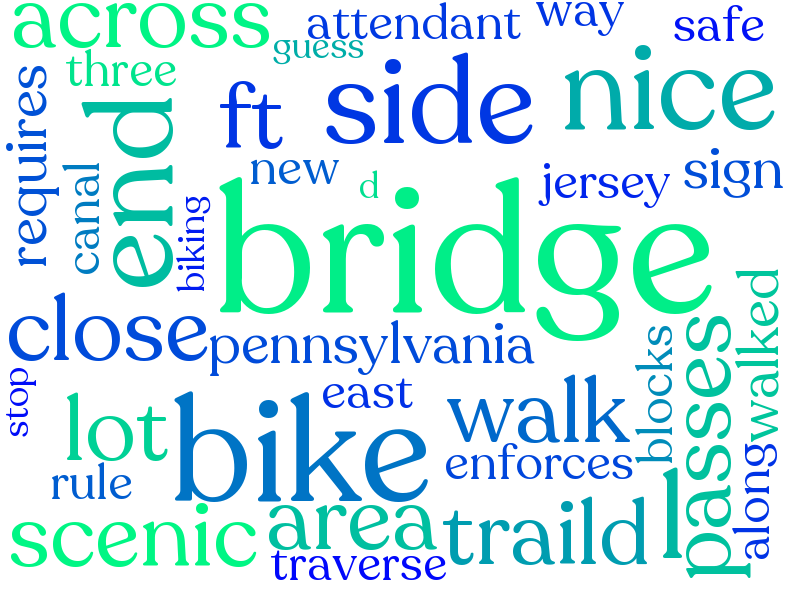 across
attendant
way
safe
guess
three
requires
end
ft
side
nice
canal
new
d
jersey
sign
biking
bridge
close
pennsylvania
stop
east
blocks
passes
walked
lot
bike
walk
rule
enforces
l
along
scenic
area
traild
traverse